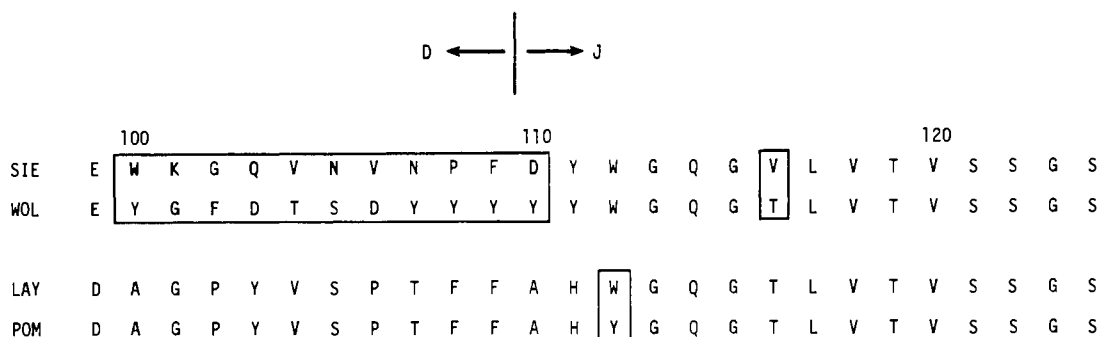 D J
100 110 120
SIE E W K G Q V N V N P F D Y W G Q G V L V T V S S G S
WOL E Y G F D T S D Y Y Y Y Y W G Q G T L V T V S S G S
LAY D A G P Y V S P T F F A H W G Q G T L V T V S S G S
POM D A G P Y V S P T F F A H Y G Q G T L V T V S S G S